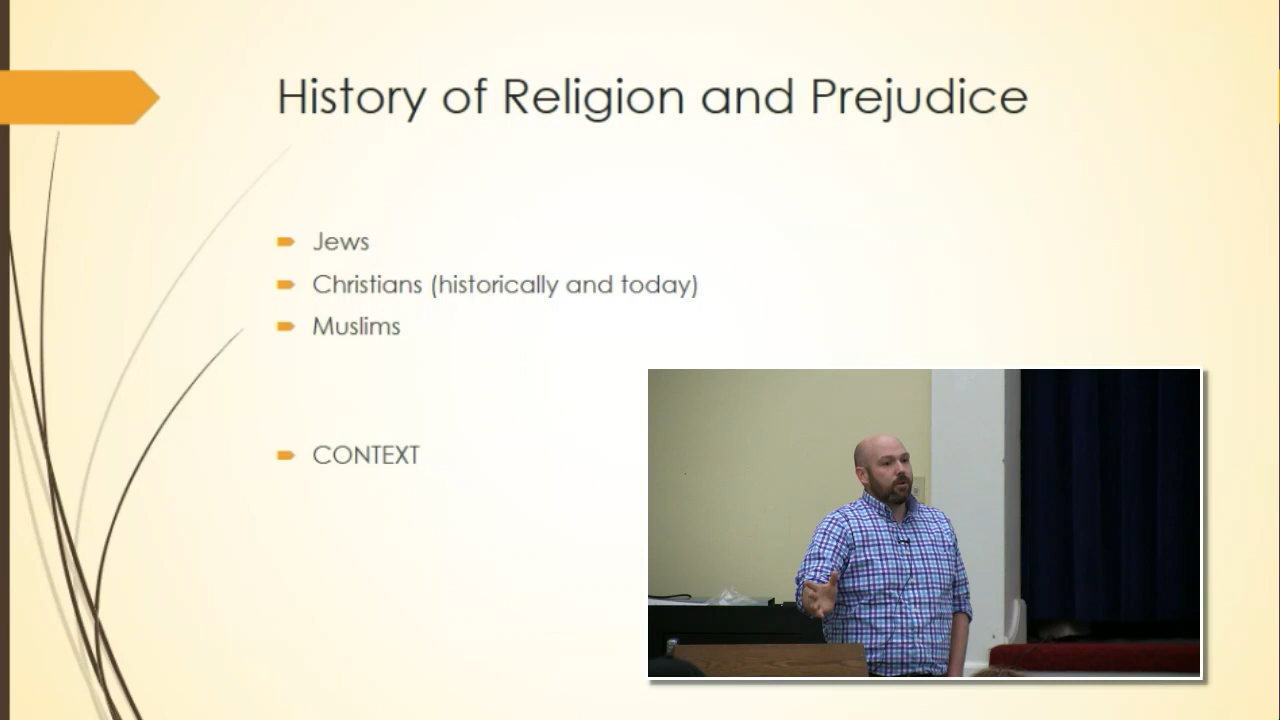 History of Religion and Prejudice
Jews
Christians (historically and today)
Muslims
CONTEXT